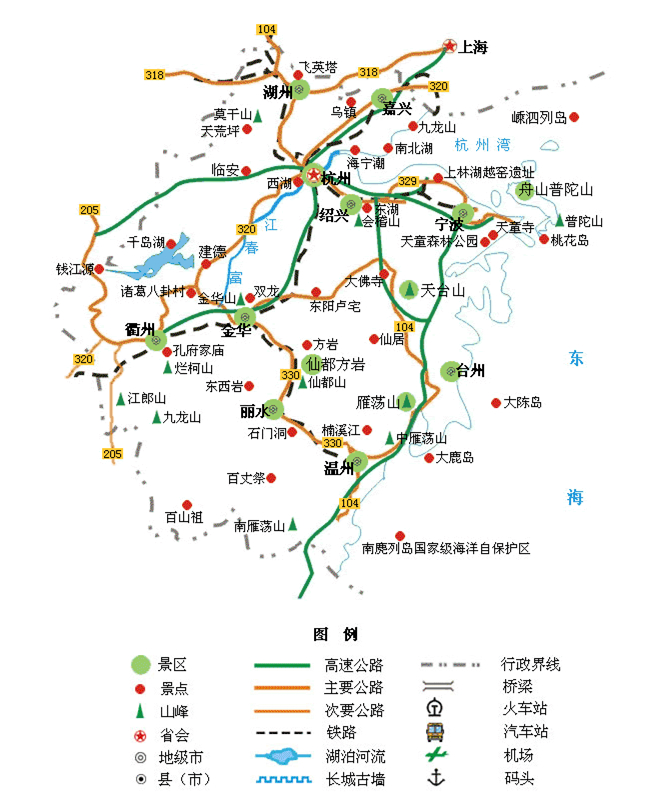 104
上海
飞英塔
318
318
湖州
320
莫干山
乌镇
嘉兴
嵊泗列岛
天荒坪
九龙山
杭州湾
南北湖
海宁潮
临安
上林湖越窑遗址
西湖
杭州
329
舟山普陀山
205
绍兴
东湖
会稽山
宁波
天童寺
普陀山
江
320
千岛湖
春
天童森林公园
桃花岛
建德
钱江源
富
大佛寺
诸葛八卦村
金华山
双龙
天台山
东阳卢宅
衢州
金华
104
仙居
方岩
孔府家庙
320
烂柯山
仙都方岩
台州
东
330
仙都山
东西岩
江郎山
雁荡山
大陈岛
九龙山
丽水
石门洞
楠溪江
中雁荡山
330
205
温州
大鹿岛
百丈祭
海
104
百山祖
南雁荡山
南麂列岛国家级海洋自保护区
图 例
景区
高速公路
行政界线
景点
主要公路
桥梁
山峰
次要公路
火车站
省会
铁路
汽车站
地级市
湖泊河流
机场
县（市）
长城古墙
码头